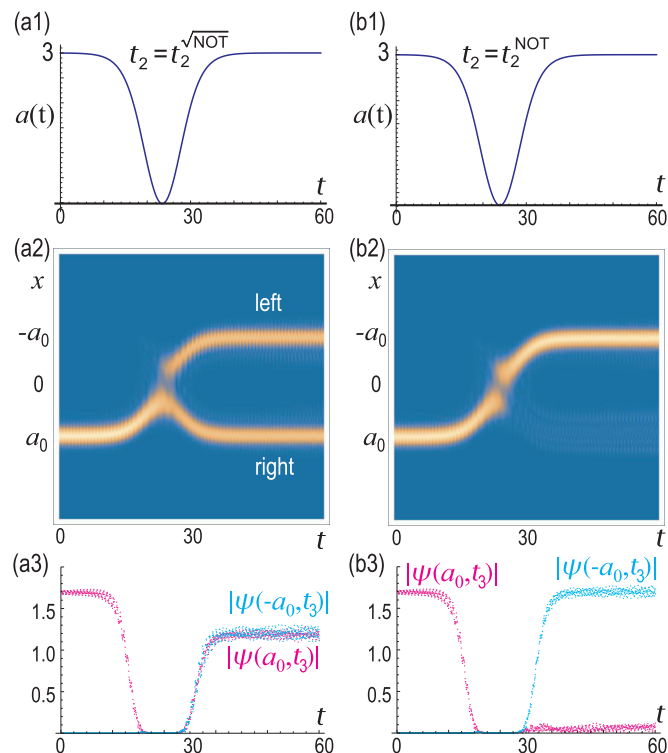 (a1)
t₂ = t₂^√NOT
3
a(t)
t
0 30 60
(b1)
t₂ = t₂^NOT
3
a(t)
t
0 30 60
(a2)
x
-a₀
0
a₀
left
right
0 30 t
(b2)
x
-a₀
0
a₀
0 30 t
(a3)
1.5
1.0
0.5
|ψ(-a₀,t₃)|
|ψ(a₀,t₃)|
t
0 30 60
(b3)
|ψ(a₀,t₃)| |ψ(-a₀,t₃)|
1.5
1.0
0.5
t
0 30 60